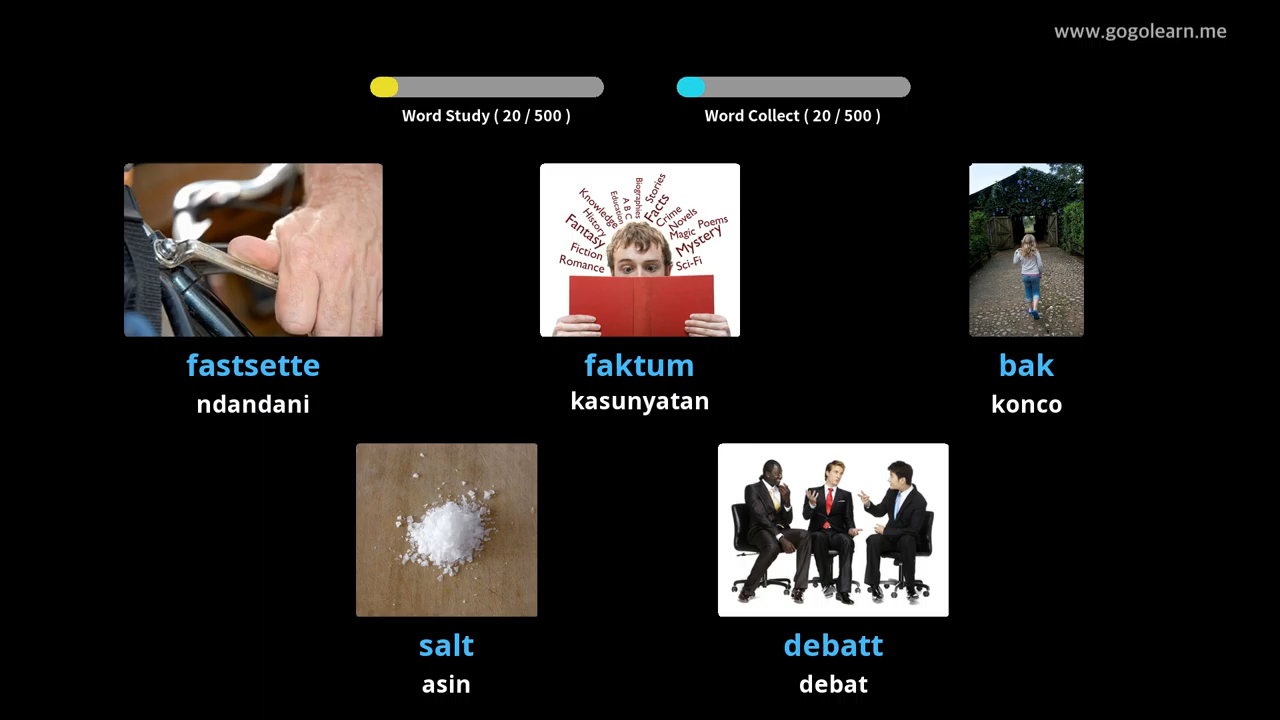 www.gogolearn.me
Word Study ( 20 / 500 )
Word Collect ( 20 / 500 )
Knowledge
History
Fantasy
Fiction
Romance
Education
A B C
Biographies
Stories
Facts
Crime
Novels
Magic
Poems
Mystery
Sci-Fi
fastsette
faktum
bak
ndandani
kasunyatan
konco
salt
debatt
asin
debat